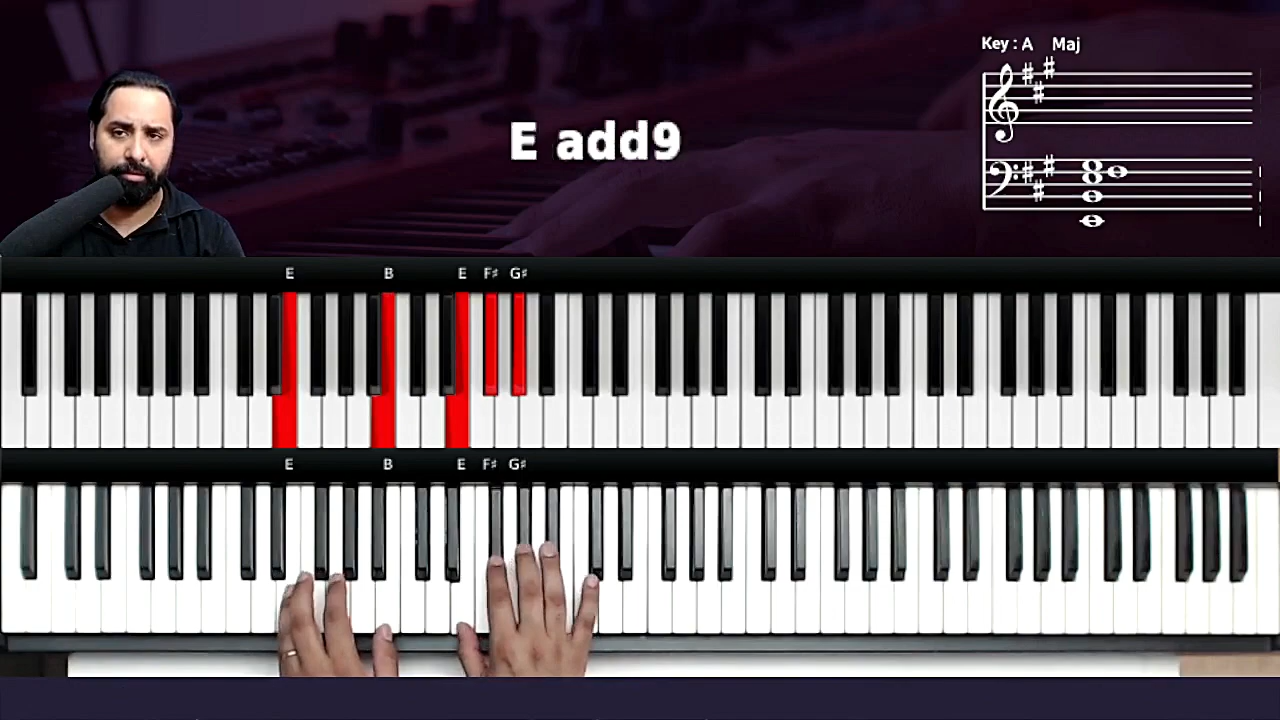 Key : A Maj
E add9
E B E F♯ G♯
E B E F♯ G♯